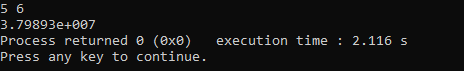 5 6
3.79893e+007
Process returned 0 (0x0)   execution time : 2.116 s
Press any key to continue.